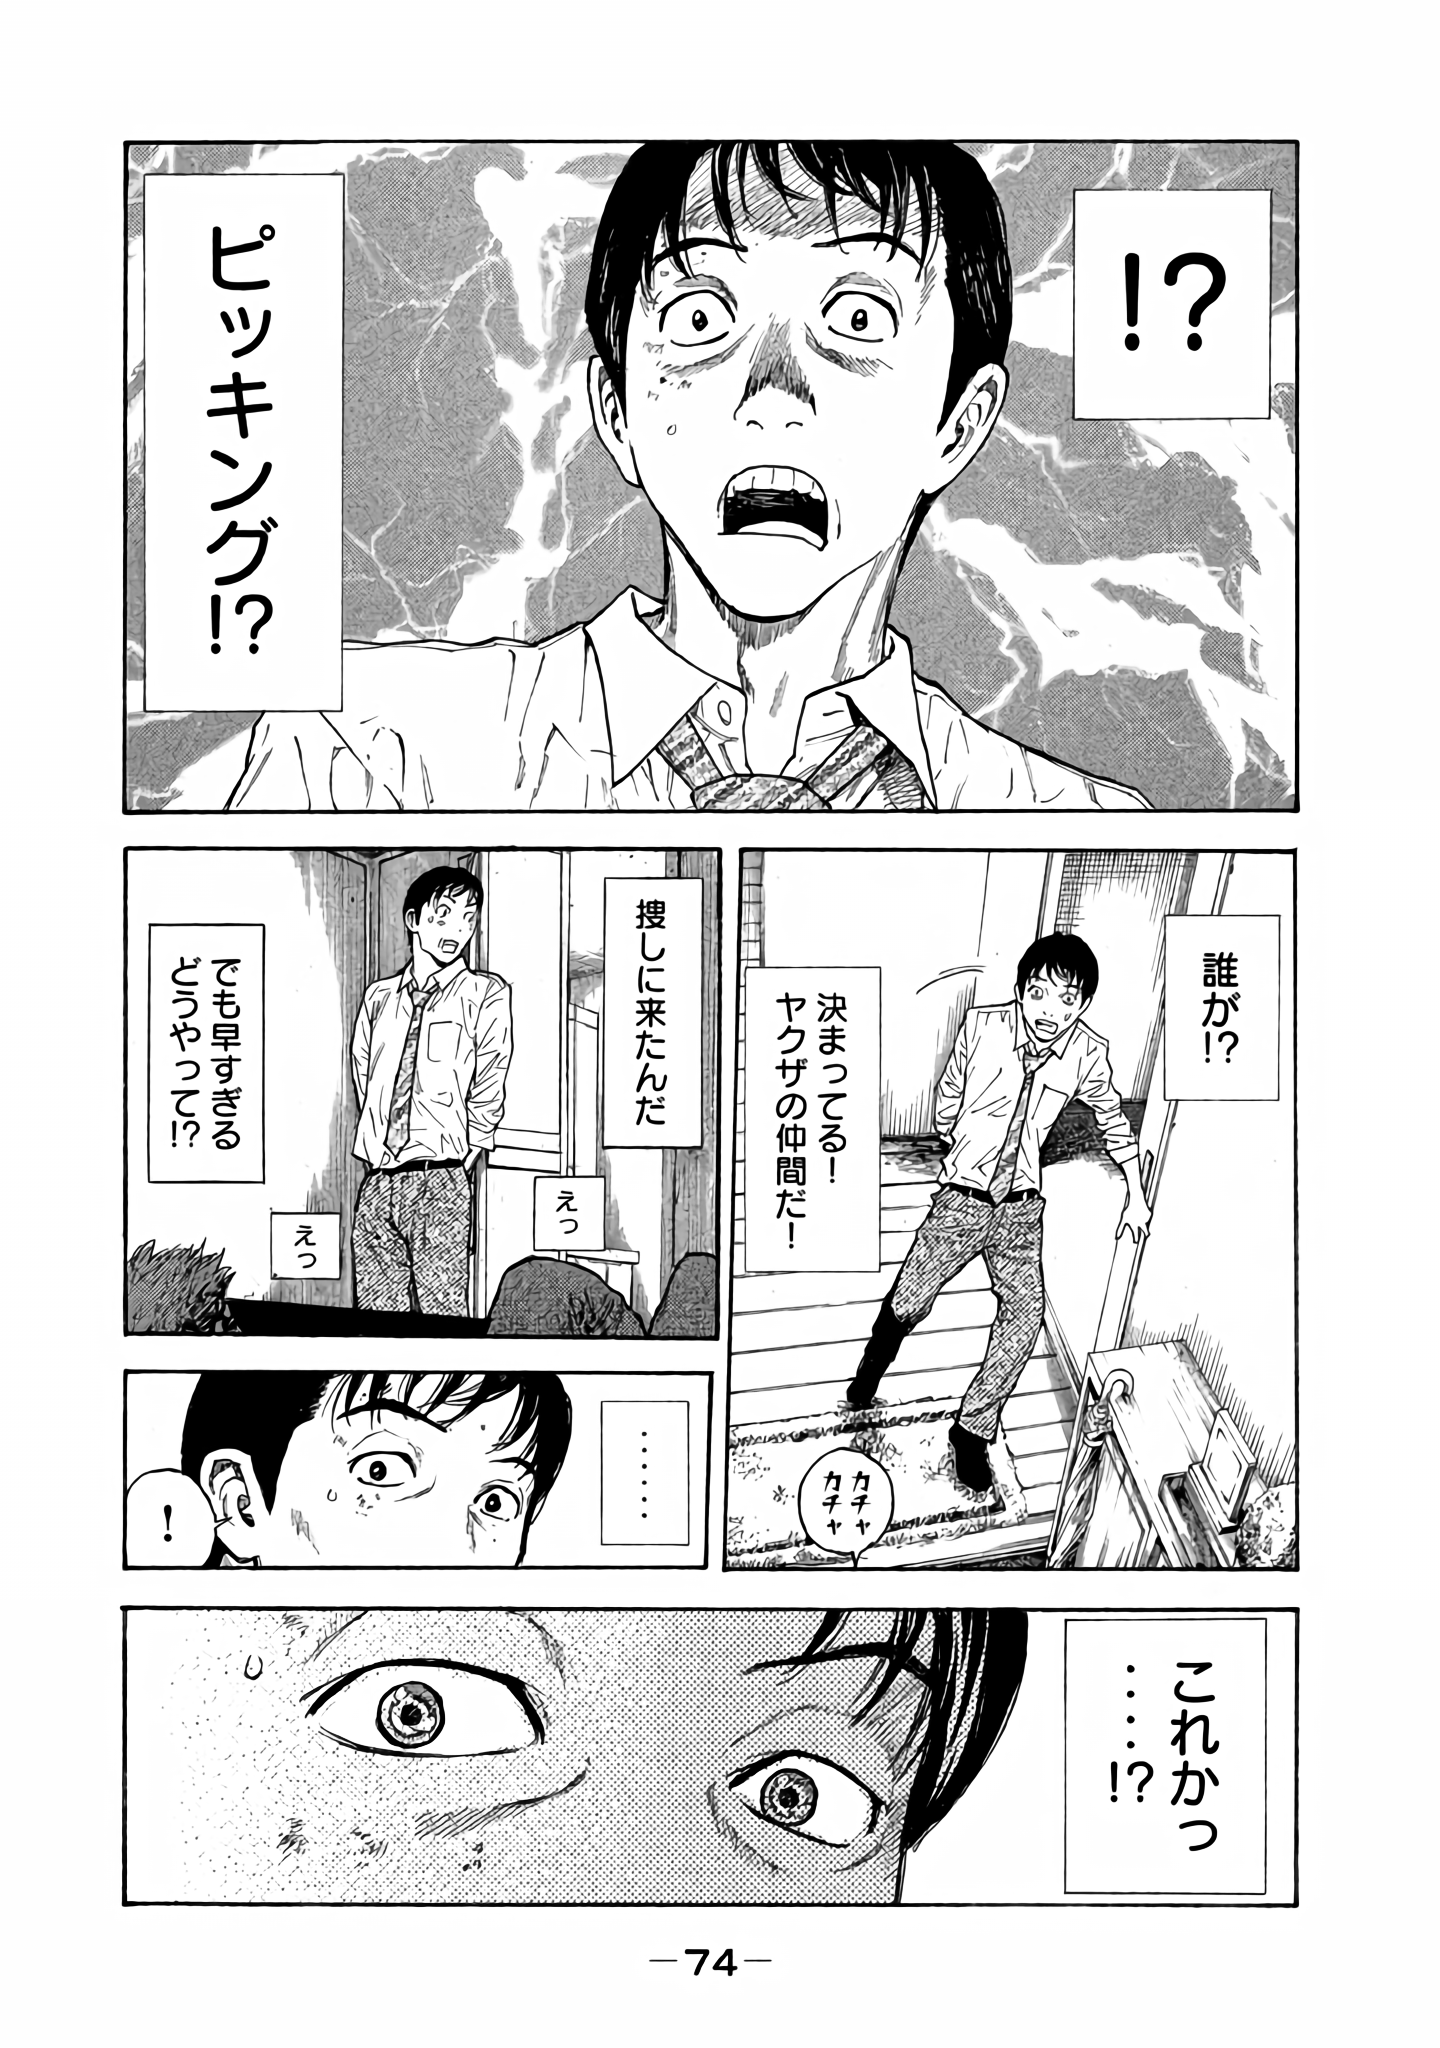 !?
ピッキング!?
誰が!?
決まってる！
ヤクザの仲間だ！
カチャ
カチャ
捜しに来たんだ
でも早すぎる
どうやって!?
えっ
えっ
……
！
これかっ
……!?
—74—